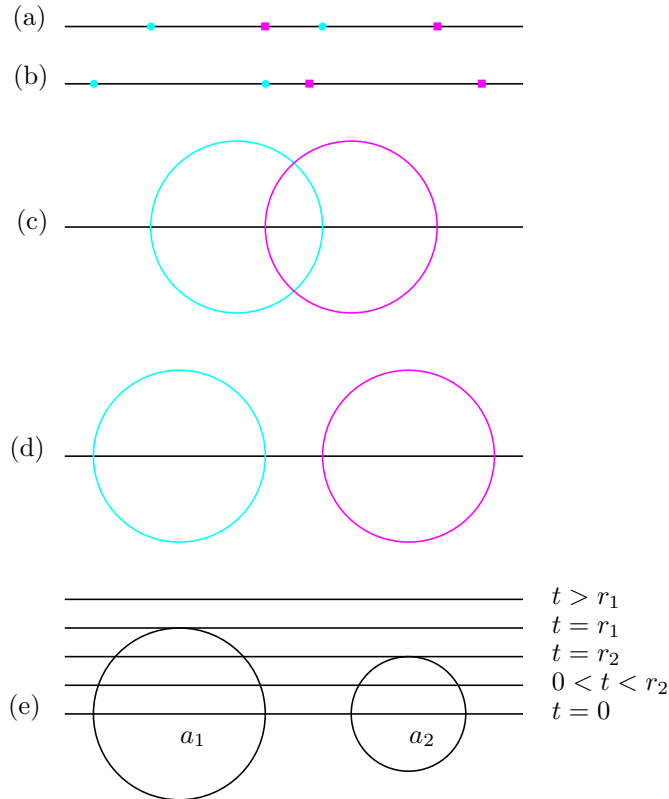 (a)
(b)
(c)
(d)
t > r₁
t = r₁
t = r₂
0 < t < r₂
(e) t = 0
a₁ a₂